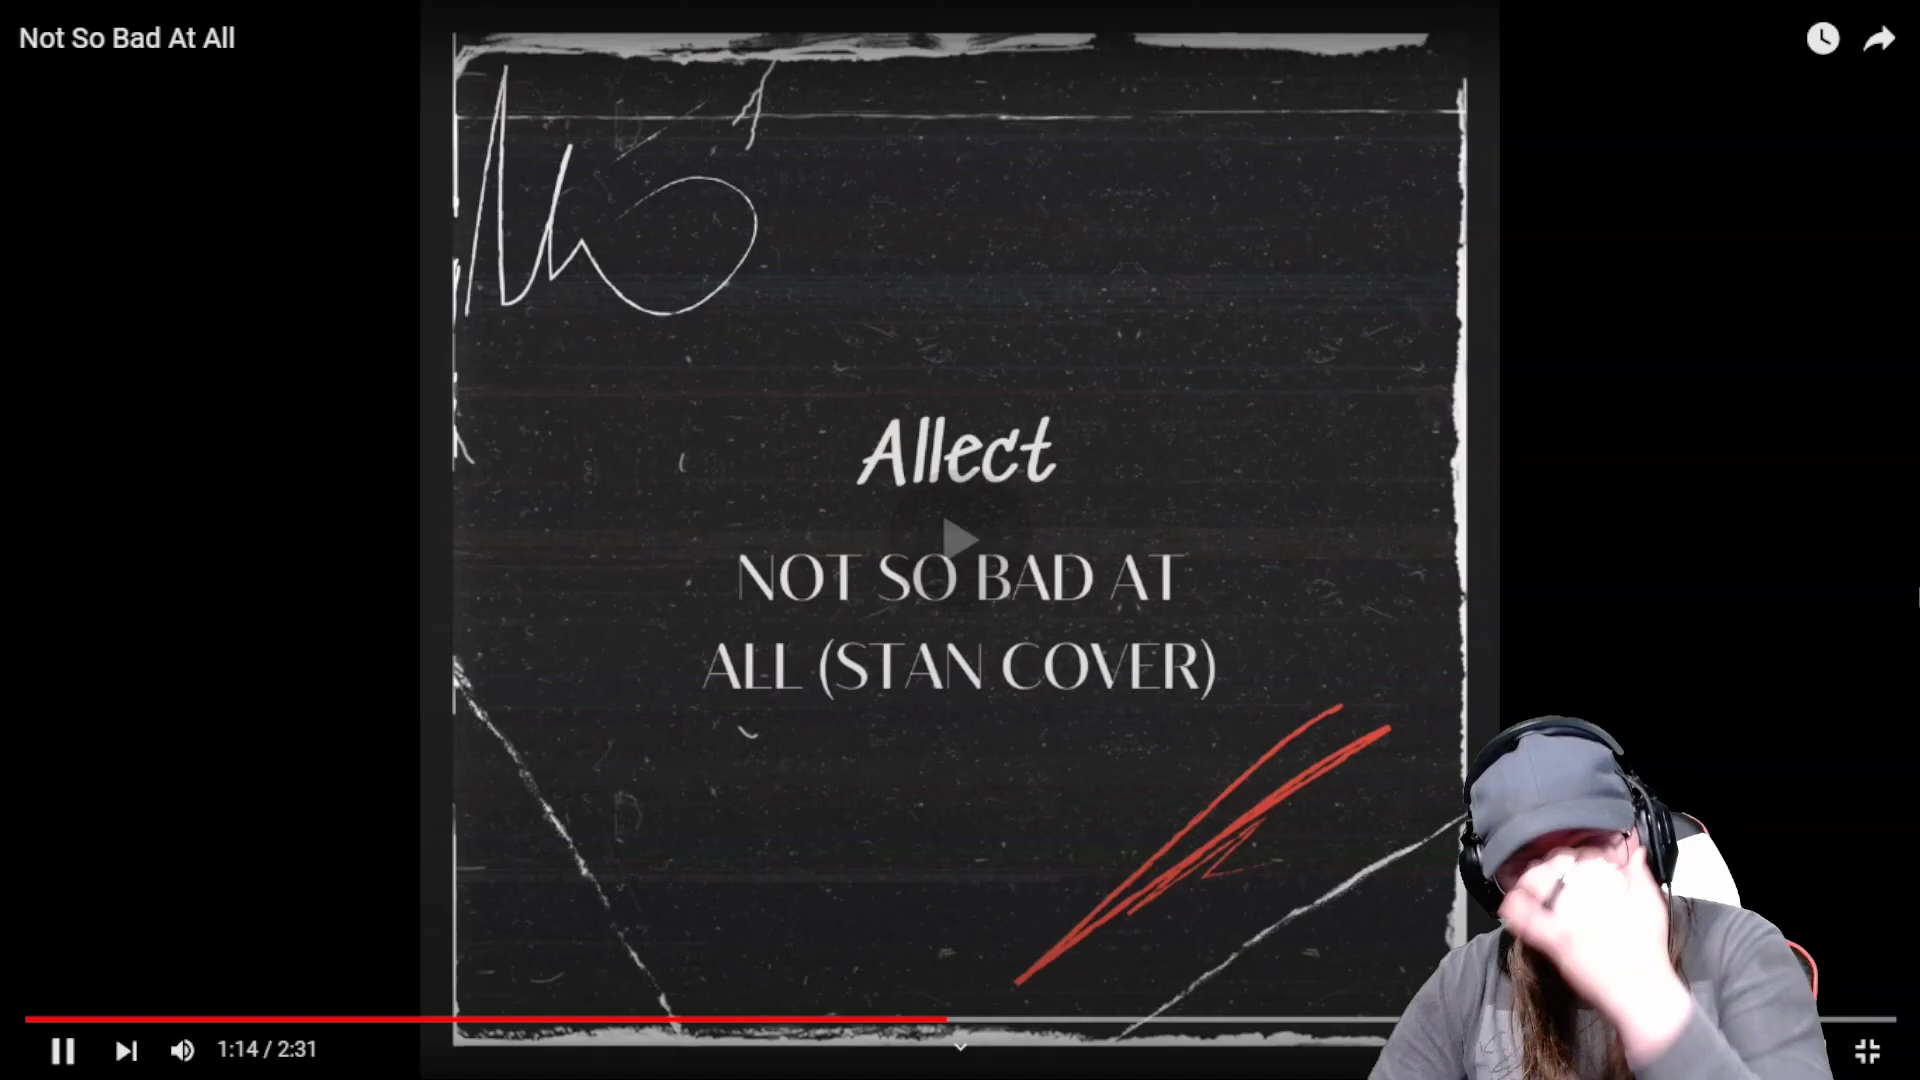 Not So Bad At All
Allect
NOT SO BAD AT
ALL (STAN COVER)
1:14 / 2:31